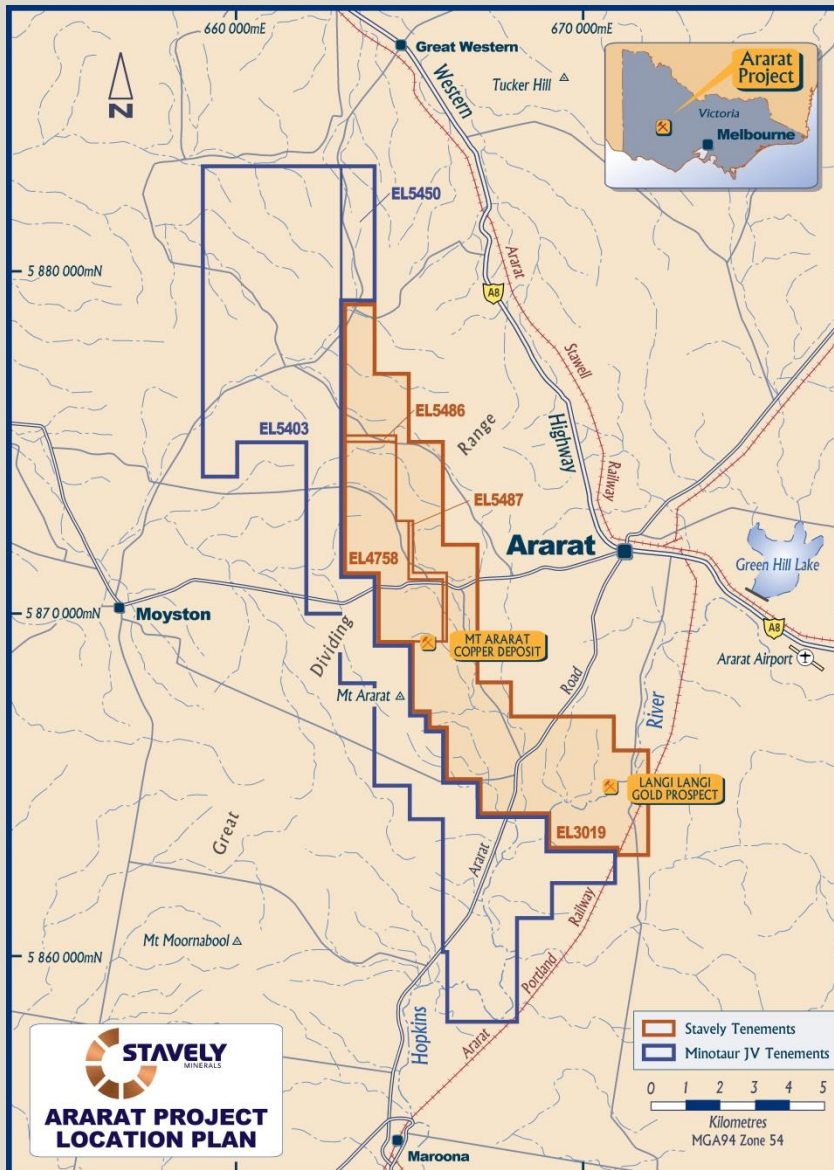 660 000mE
670 000mE
Great Western
Tucker Hill
N
Western
Highway
A8
Ararat
Project
Victoria
Melbourne
EL5450
5 880 000mN
Ararat
Stawell
Railway
EL5486
EL5403
Range
EL5487
Ararat
EL4758
Green Hill Lake
5 870 000mN
Moyston
A8
MT ARARAT
COPPER DEPOSIT
Ararat Airport
Dividing
Mt Ararat
Road
River
LANGI LANGI
GOLD PROSPECT
Great
EL3019
Ararat
Railway
Mt Moornabool
5 860 000mN
Portland
Hopkins
Ararat
STAVELY
MINERALS
ARARAT PROJECT
LOCATION PLAN
Stavely Tenements
Minotaur JV Tenements
0 1 2 3 4 5
Kilometres
MGA94 Zone 54
Maroona